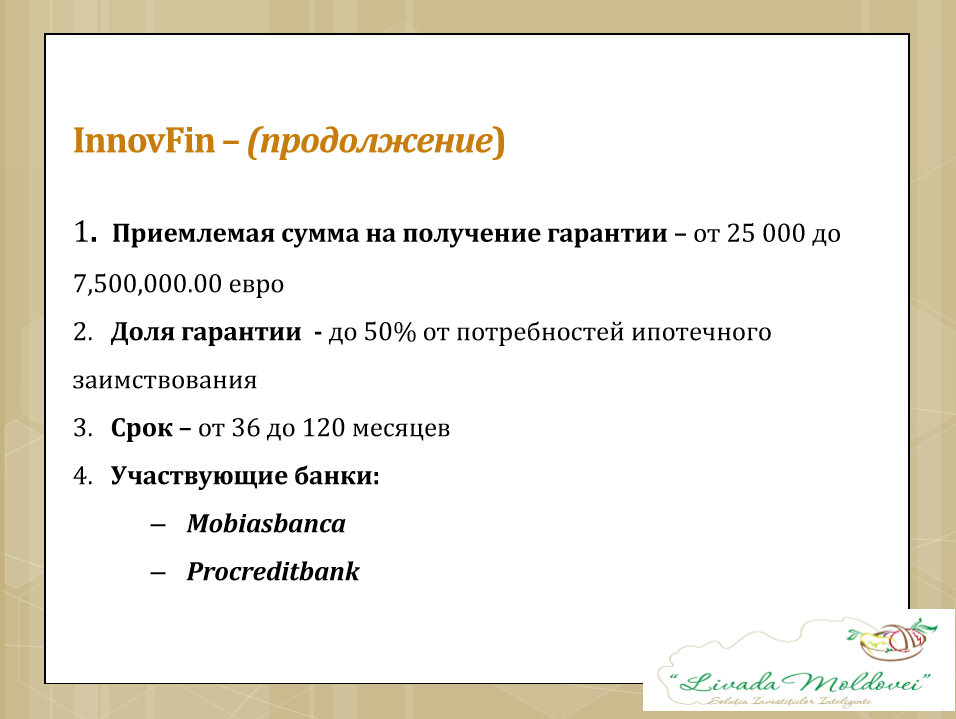 InnovFin – (продолжение)
1. Приемлемая сумма на получение гарантии – от 25 000 до
7,500,000.00 евро
2. Доля гарантии - до 50% от потребностей ипотечного
заимствования
3. Срок – от 36 до 120 месяцев
4. Участвующие банки:
– Mobiasbanca
– Procreditbank
“Livada Moldovei”
Soluția Investițiilor Inteligente